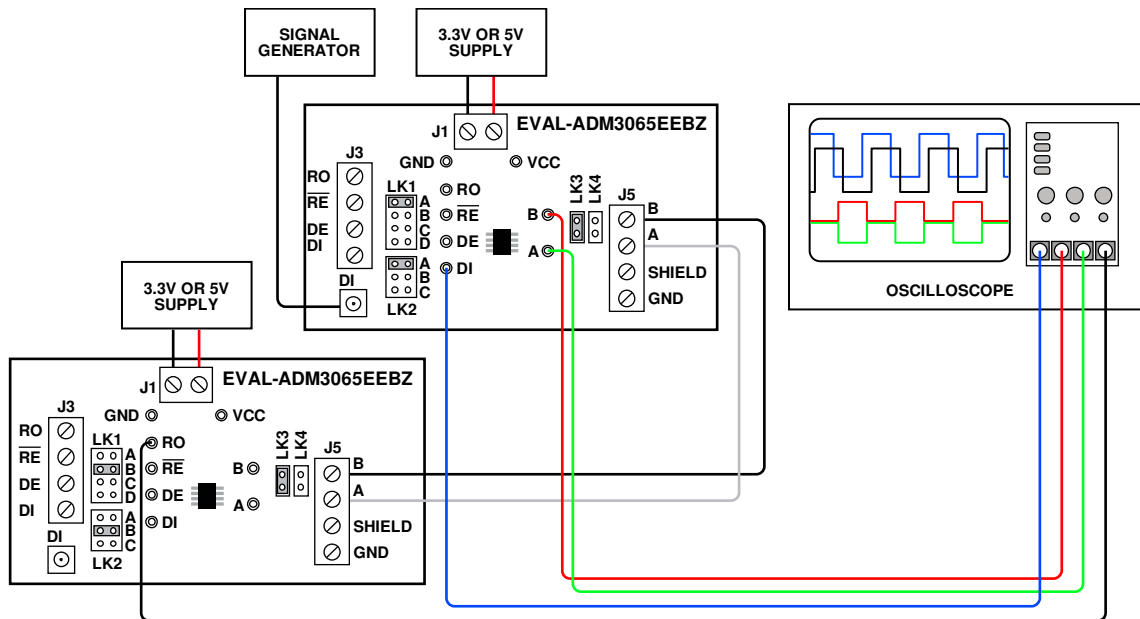 SIGNAL
GENERATOR
3.3V OR 5V
SUPPLY
EVAL-ADM3065EEBZ
J1
GND
VCC
J3
RO
RE
DE
DI
DI
LK1
A
B
C
D
A
B
C
LK2
RO
RE
DE
DI
B
A
LK3
LK4
J5
B
A
SHIELD
GND
OSCILLOSCOPE
3.3V OR 5V
SUPPLY
EVAL-ADM3065EEBZ
J1
GND
VCC
J3
RO
RE
DE
DI
DI
LK1
A
B
C
D
A
B
C
LK2
RO
RE
DE
DI
B
A
LK3
LK4
J5
B
A
SHIELD
GND